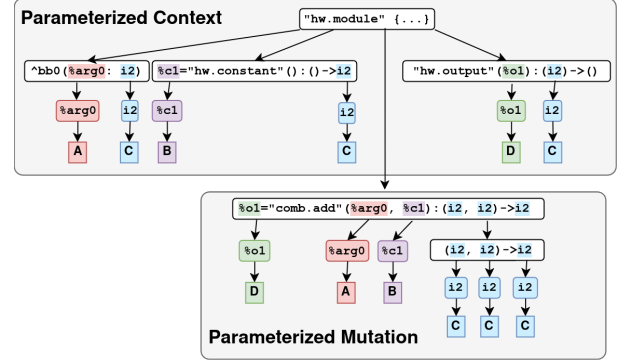 Parameterized Context
"hw.module" {...}
^bb0(%arg0: i2)
%c1="hw.constant"():()->i2
"hw.output"(%o1):(i2)->()
%arg0
i2
%c1
i2
%o1
i2
A
C
B
C
D
C
%o1="comb.add"(%arg0, %c1):(i2, i2)->i2
%o1
%arg0
%c1
(i2, i2)->i2
D
A
B
i2
i2
i2
C
C
C
Parameterized Mutation